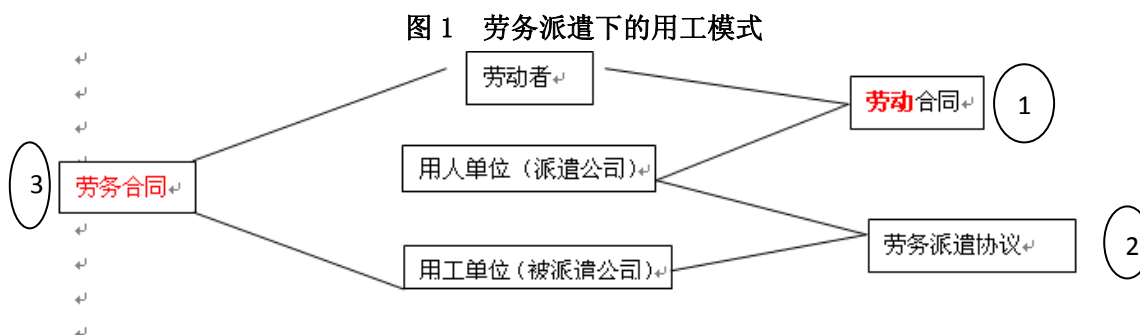 图 1 劳务派遣下的用工模式
劳动者
劳动合同
1
用人单位（派遣公司）
3
劳务合同
劳务派遣协议
2
用工单位（被派遣公司）